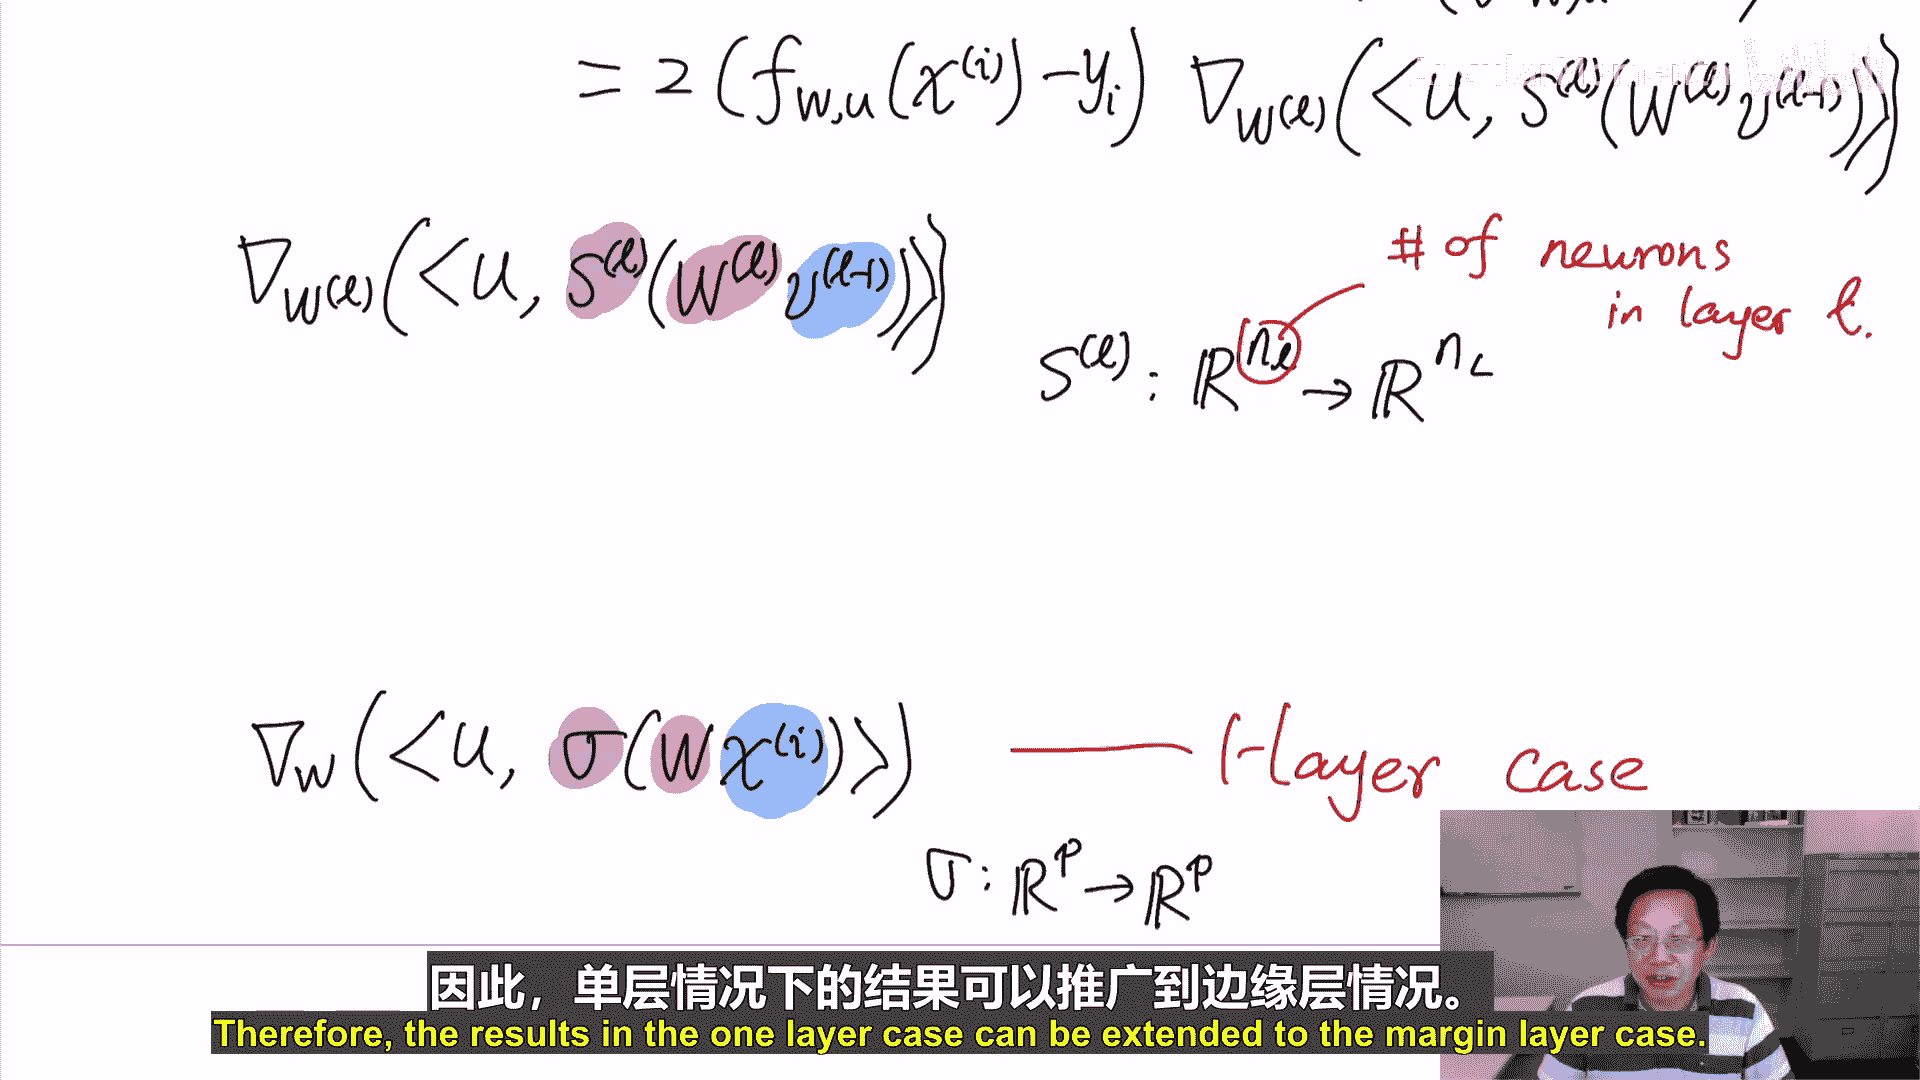 = 2 (f_{W,u}(x^{(i)}) - y_i) ∇_{W^{(ℓ)}}(<u, S^{(ℓ)}(W^{(ℓ)} v^{(ℓ-1)})>)
∇_{W^{(ℓ)}}(<u, S^{(ℓ)}(W^{(ℓ)} v^{(ℓ-1)})>)
# of neurons
in layer ℓ.
S^{(ℓ)} : ℝ^{n_ℓ} → ℝ^{n_L}
∇_W(<u, σ(W x^{(i)})>) — 1-layer case
σ : ℝ^p → ℝ^p
因此，单层情况下的结果可以推广到边缘层情况。
Therefore, the results in the one layer case can be extended to the margin layer case.